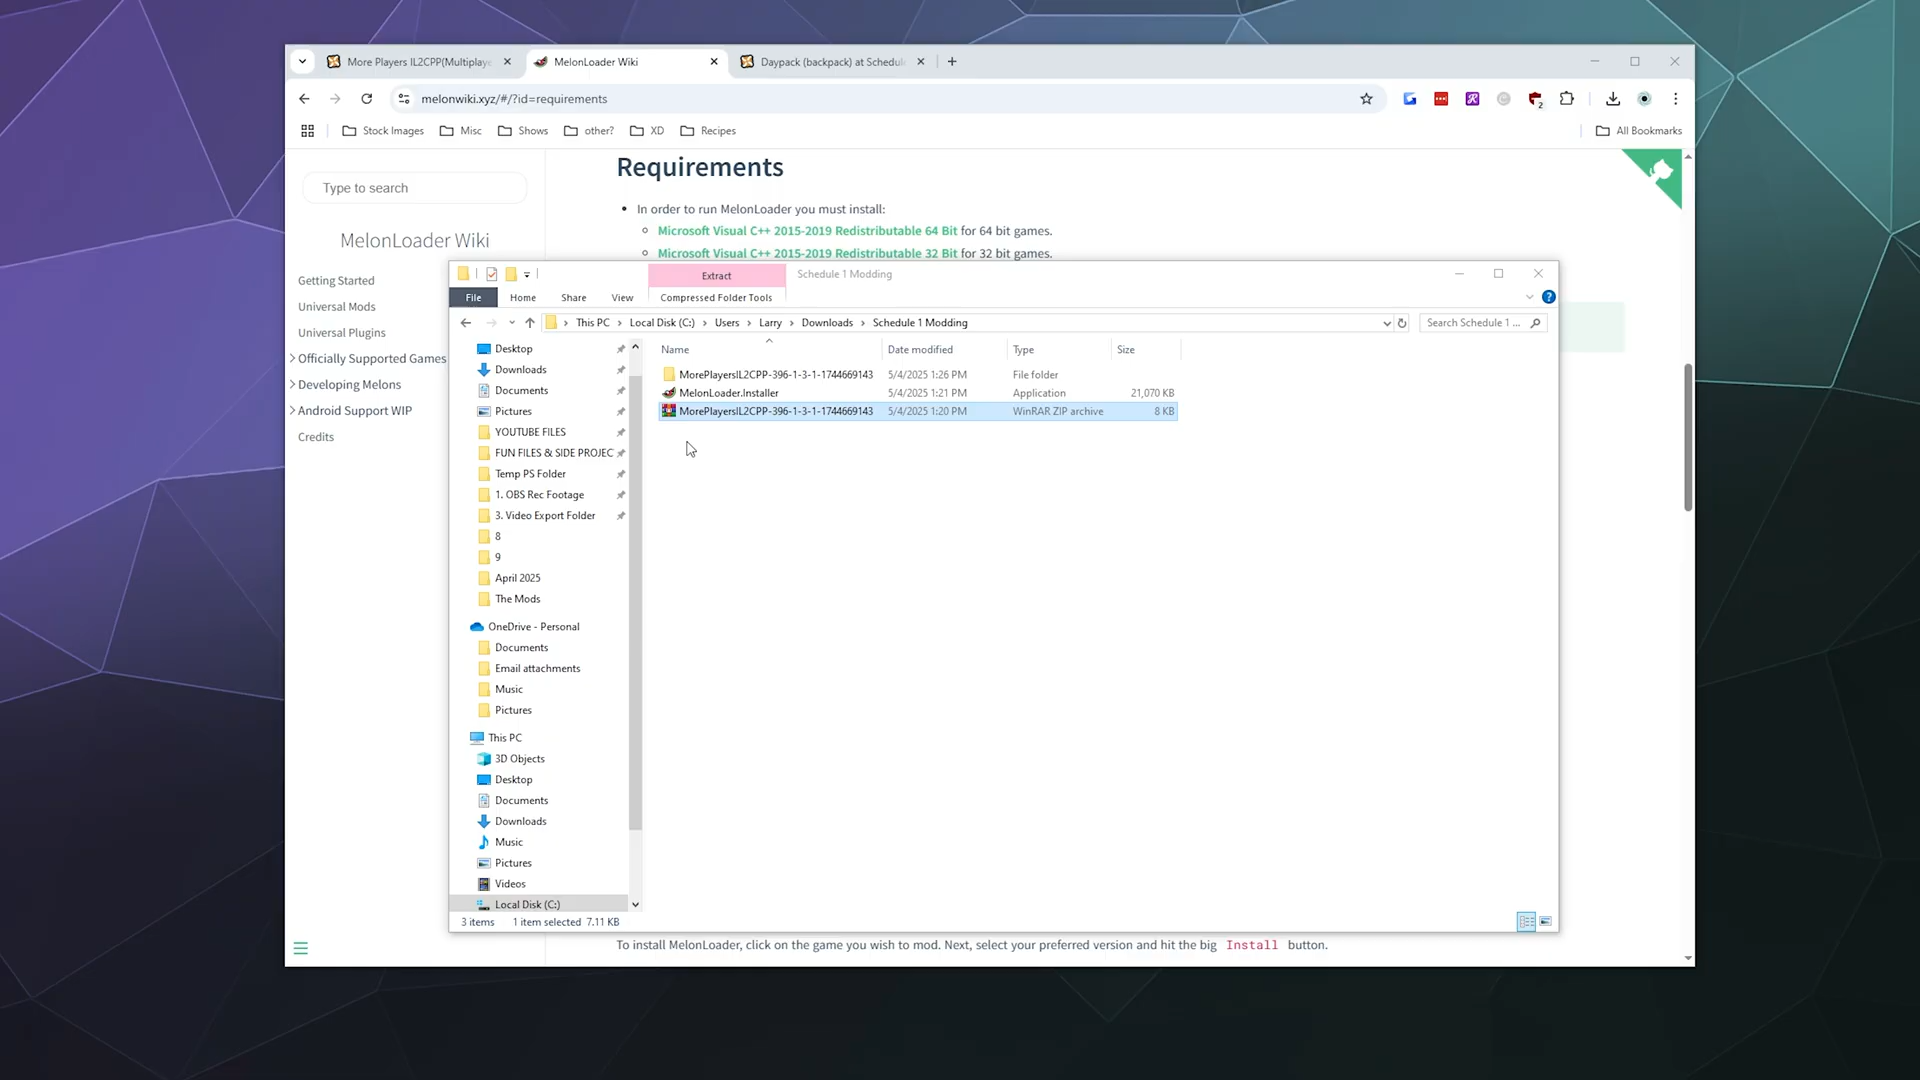 More Players IL2CPP(Multiplaye
MelonLoader Wiki
Daypack (backpack) at Schedul
melonwiki.xyz/#/?id=requirements
2
Stock Images
Misc
Shows
other?
XD
Recipes
All Bookmarks
Type to search
MelonLoader Wiki
Getting Started
Universal Mods
Universal Plugins
Officially Supported Games
Developing Melons
Android Support WIP
Credits
Requirements
In order to run MelonLoader you must install:
Microsoft Visual C++ 2015-2019 Redistributable 64 Bit for 64 bit games.
Microsoft Visual C++ 2015-2019 Redistributable 32 Bit for 32 bit games.
Extract
Schedule 1 Modding
File
Home
Share
View
Compressed Folder Tools
This PC
Local Disk (C:)
Users
Larry
Downloads
Schedule 1 Modding
Search Schedule 1 ...
Desktop
Downloads
Documents
Pictures
YOUTUBE FILES
FUN FILES & SIDE PROJEC
Temp PS Folder
1. OBS Rec Footage
3. Video Export Folder
8
9
April 2025
The Mods
OneDrive - Personal
Documents
Email attachments
Music
Pictures
This PC
3D Objects
Desktop
Documents
Downloads
Music
Pictures
Videos
Local Disk (C:)
Name Date modified Type Size
MorePlayersIL2CPP-396-1-3-1-1744669143 5/4/2025 1:26 PM File folder
MelonLoader.Installer 5/4/2025 1:21 PM Application 21,070 KB
MorePlayersIL2CPP-396-1-3-1-1744669143 5/4/2025 1:20 PM WinRAR ZIP archive 8 KB
3 items 1 item selected 7.11 KB
To install MelonLoader, click on the game you wish to mod. Next, select your preferred version and hit the big Install button.